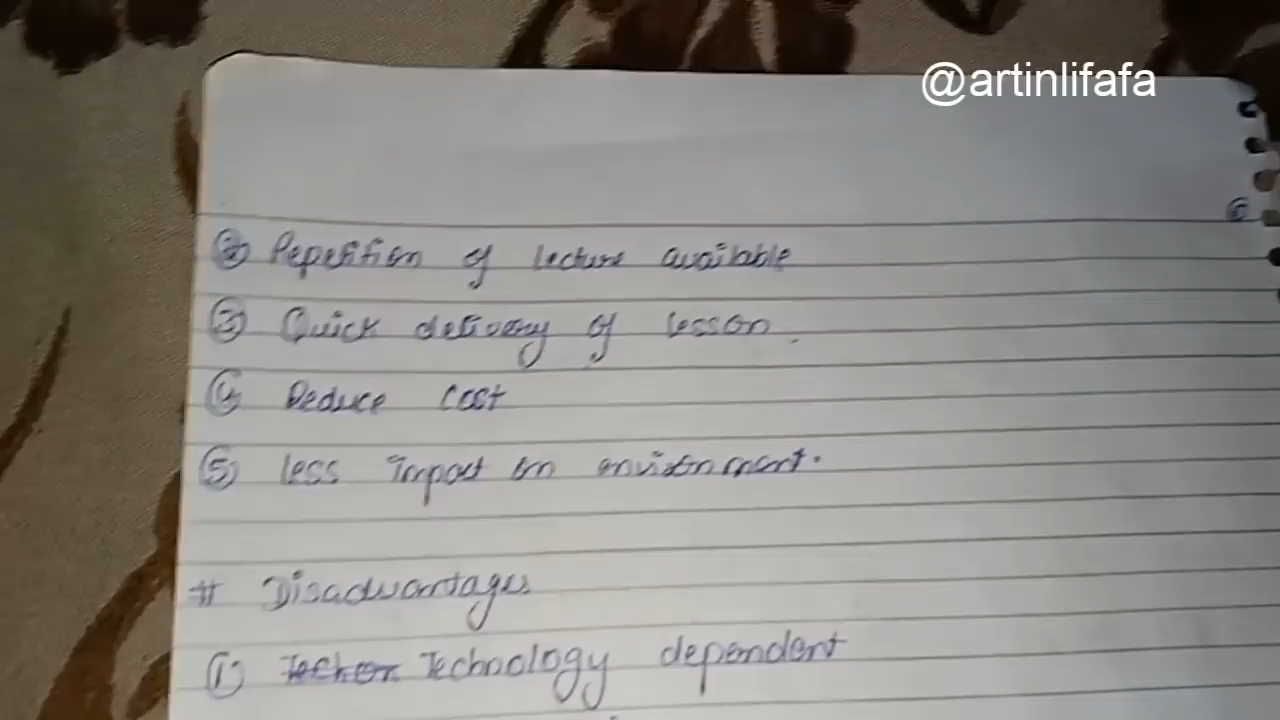 @artinlifafa
② Repetition of lecture available
③ Quick delivery of lesson.
④ Reduce Cost
⑤ less impact on environment.
# Disadvantages
① Technology dependent